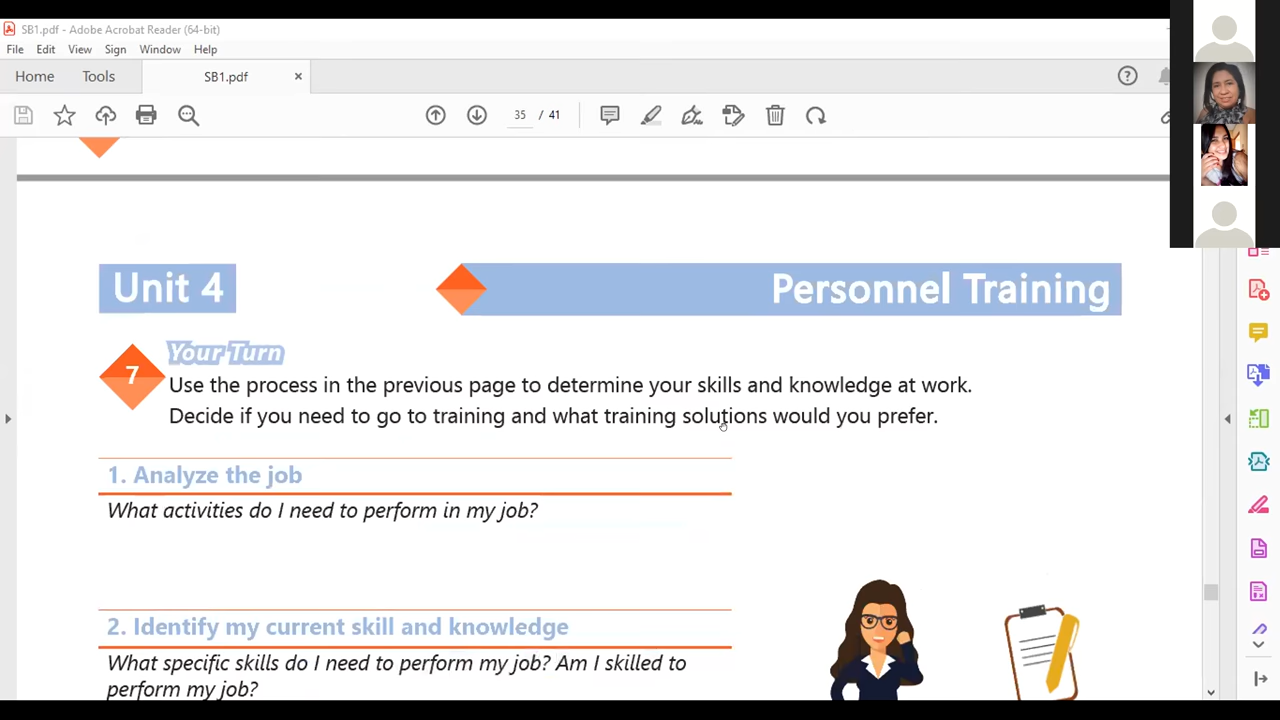 SB1.pdf - Adobe Acrobat Reader (64-bit)
File Edit View Sign Window Help
Home Tools SB1.pdf ×
35 / 41
Unit 4 Personnel Training
7 Your Turn
Use the process in the previous page to determine your skills and knowledge at work.
Decide if you need to go to training and what training solutions would you prefer.
1. Analyze the job
What activities do I need to perform in my job?
2. Identify my current skill and knowledge
What specific skills do I need to perform my job? Am I skilled to
perform my job?